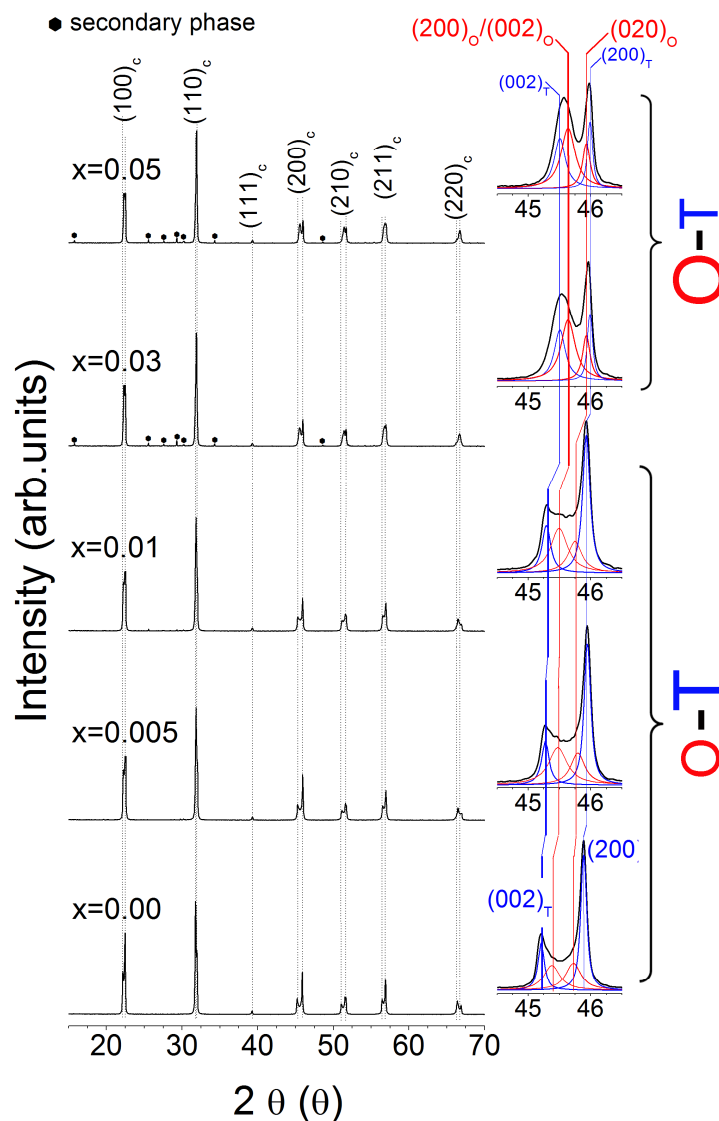 ● secondary phase
(200)O/(002)O
(020)O
(002)T
(200)T
(100)c
(110)c
(111)c
(200)c
(210)c
(211)c
(220)c
x=0.05
45 46
O-T
x=0.03
45 46
x=0.01
45 46
x=0.005
45 46
O-T
x=0.00
(002)T
(200)
45 46
Intensity (arb.units)
20 30 40 50 60 70
2 θ (θ)